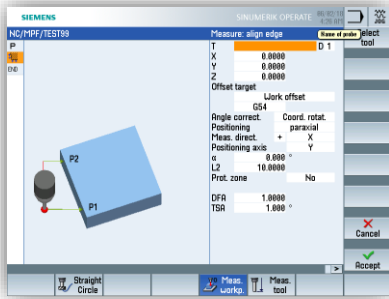 SIEMENS
SINUMERIK OPERATE
NC/MPF/TEST99
Measure: align edge
Name of probe
Select tool
P
T D 1
X 0.0000
Y 0.0000
Z 0.0000
END
Offset target
Work offset
G54
Angle correct. Coord. rotat.
Positioning paraxial
Meas. direct. + X
Positioning axis Y
α 0.000 °
L2 10.0000
Prot. zone No
DFA 1.0000
TSA 1.000 °
P2
P1
Cancel
Accept
Straight Circle
Meas. workp.
Meas. tool
>